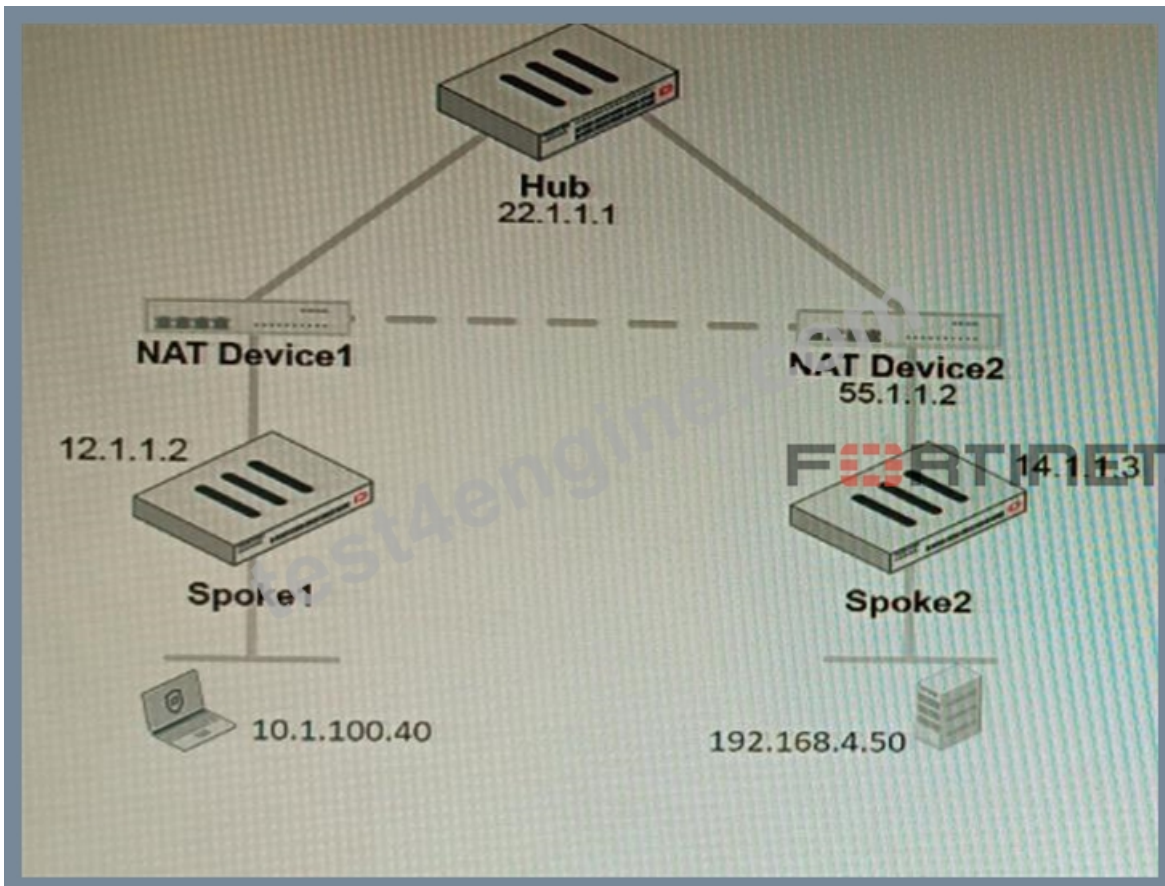 Hub
22.1.1.1
NAT Device1
NAT Device2
55.1.1.2
12.1.1.2
FORTINET
14.1.1.3
test4engine.com
Spoke1
Spoke2
10.1.100.40
192.168.4.50